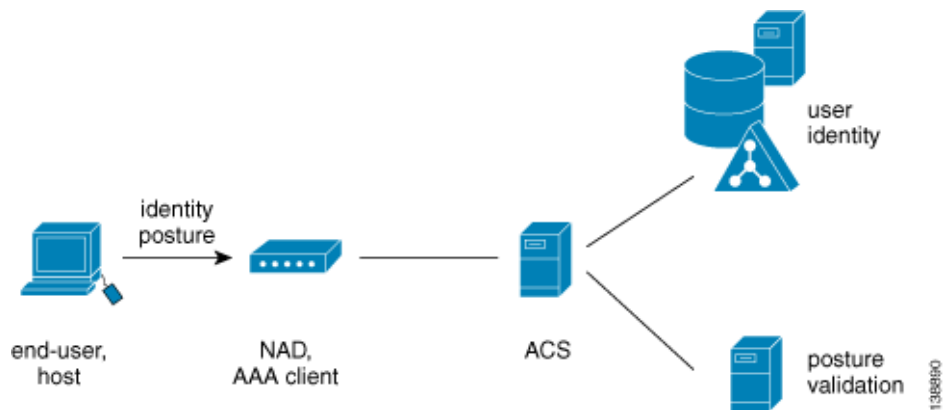 user
identity
identity
posture
end-user,
host
NAD,
AAA client
ACS
posture
validation
138890